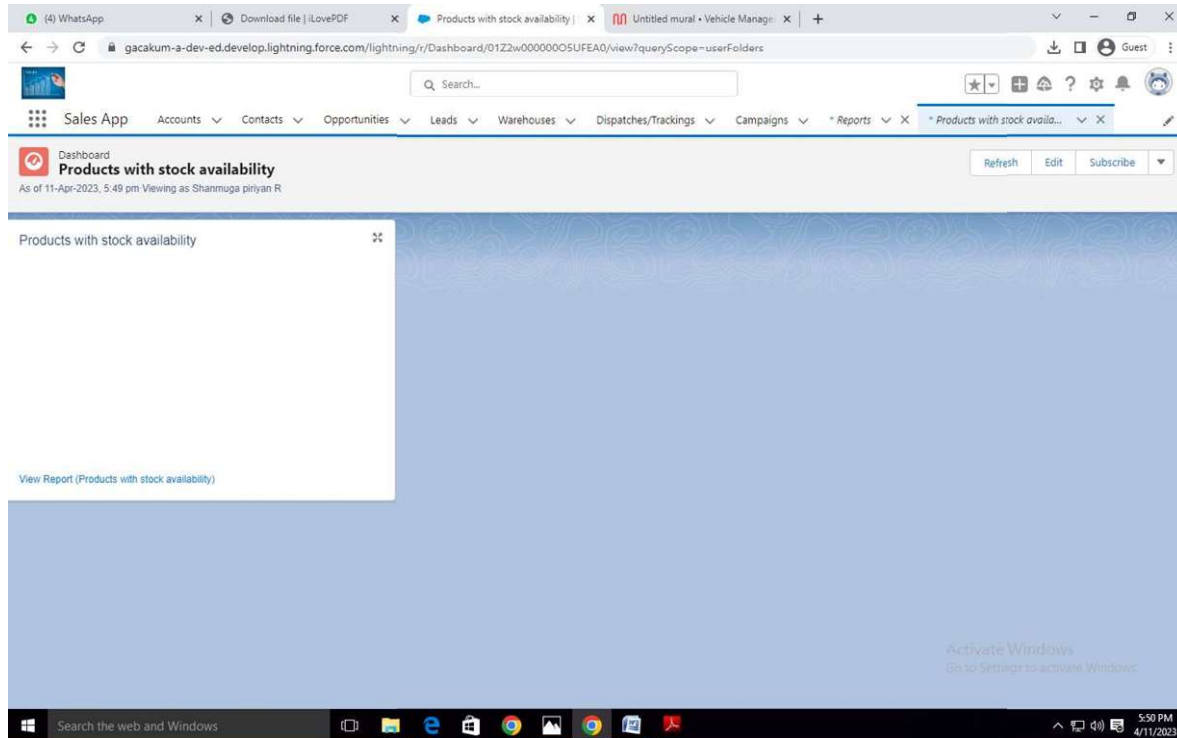 (4) WhatsApp
Download file | iLovePDF
Products with stock availability |
Untitled mural • Vehicle Manage
gacakum-a-dev-ed.develop.lightning.force.com/lightning/r/Dashboard/01Z2w000000O5UFEA0/view?queryScope=userFolders
Guest
Search...
Sales App
Accounts
Contacts
Opportunities
Leads
Warehouses
Dispatches/Trackings
Campaigns
* Reports
* Products with stock availa...
Dashboard
Products with stock availability
As of 11-Apr-2023, 5:49 pm Viewing as Shanmuga piriyan R
Refresh
Edit
Subscribe
Products with stock availability
View Report (Products with stock availability)
Activate Windows
Go to Settings to activate Windows.
Search the web and Windows
5:50 PM
4/11/2023